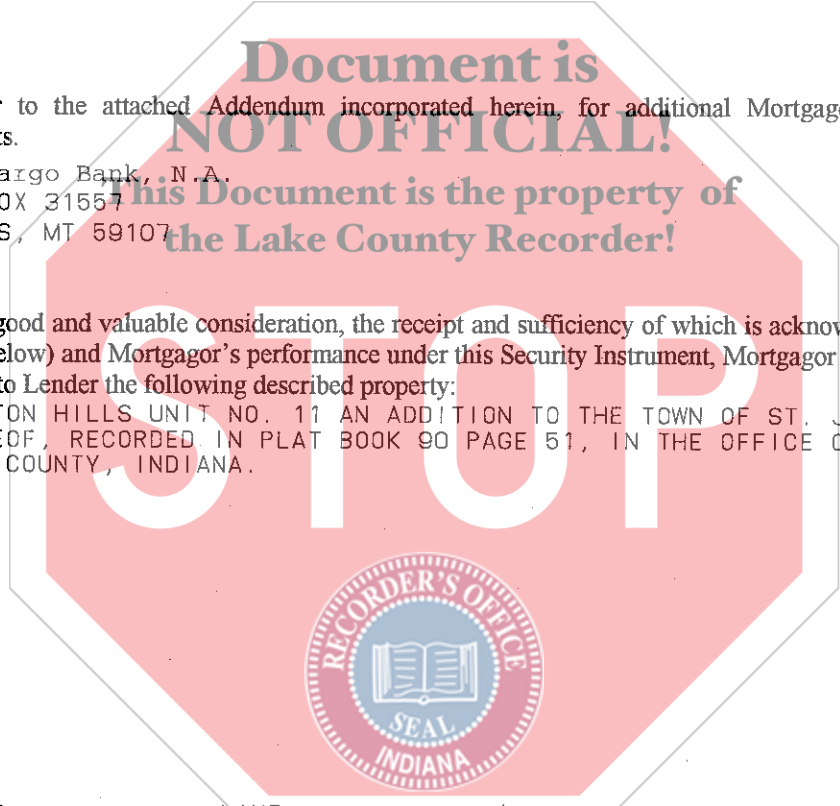 Document is
to the attached Addendum incorporated herein, for additional Mortgag
NOT OFFICIAL!
ts.
argo Bank, N.A.
This Document is the property of
OX 31557
S, MT 59107
the Lake County Recorder!
good and valuable consideration, the receipt and sufficiency of which is acknow
elow) and Mortgagor's performance under this Security Instrument, Mortgagor
to Lender the following described property:
TON HILLS UNIT NO. 11 AN ADDITION TO THE TOWN OF ST. J
EOF, RECORDED IN PLAT BOOK 90 PAGE 51, IN THE OFFICE O
COUNTY, INDIANA.
STOP
RECORDER'S OFFICE
SEAL
INDIANA